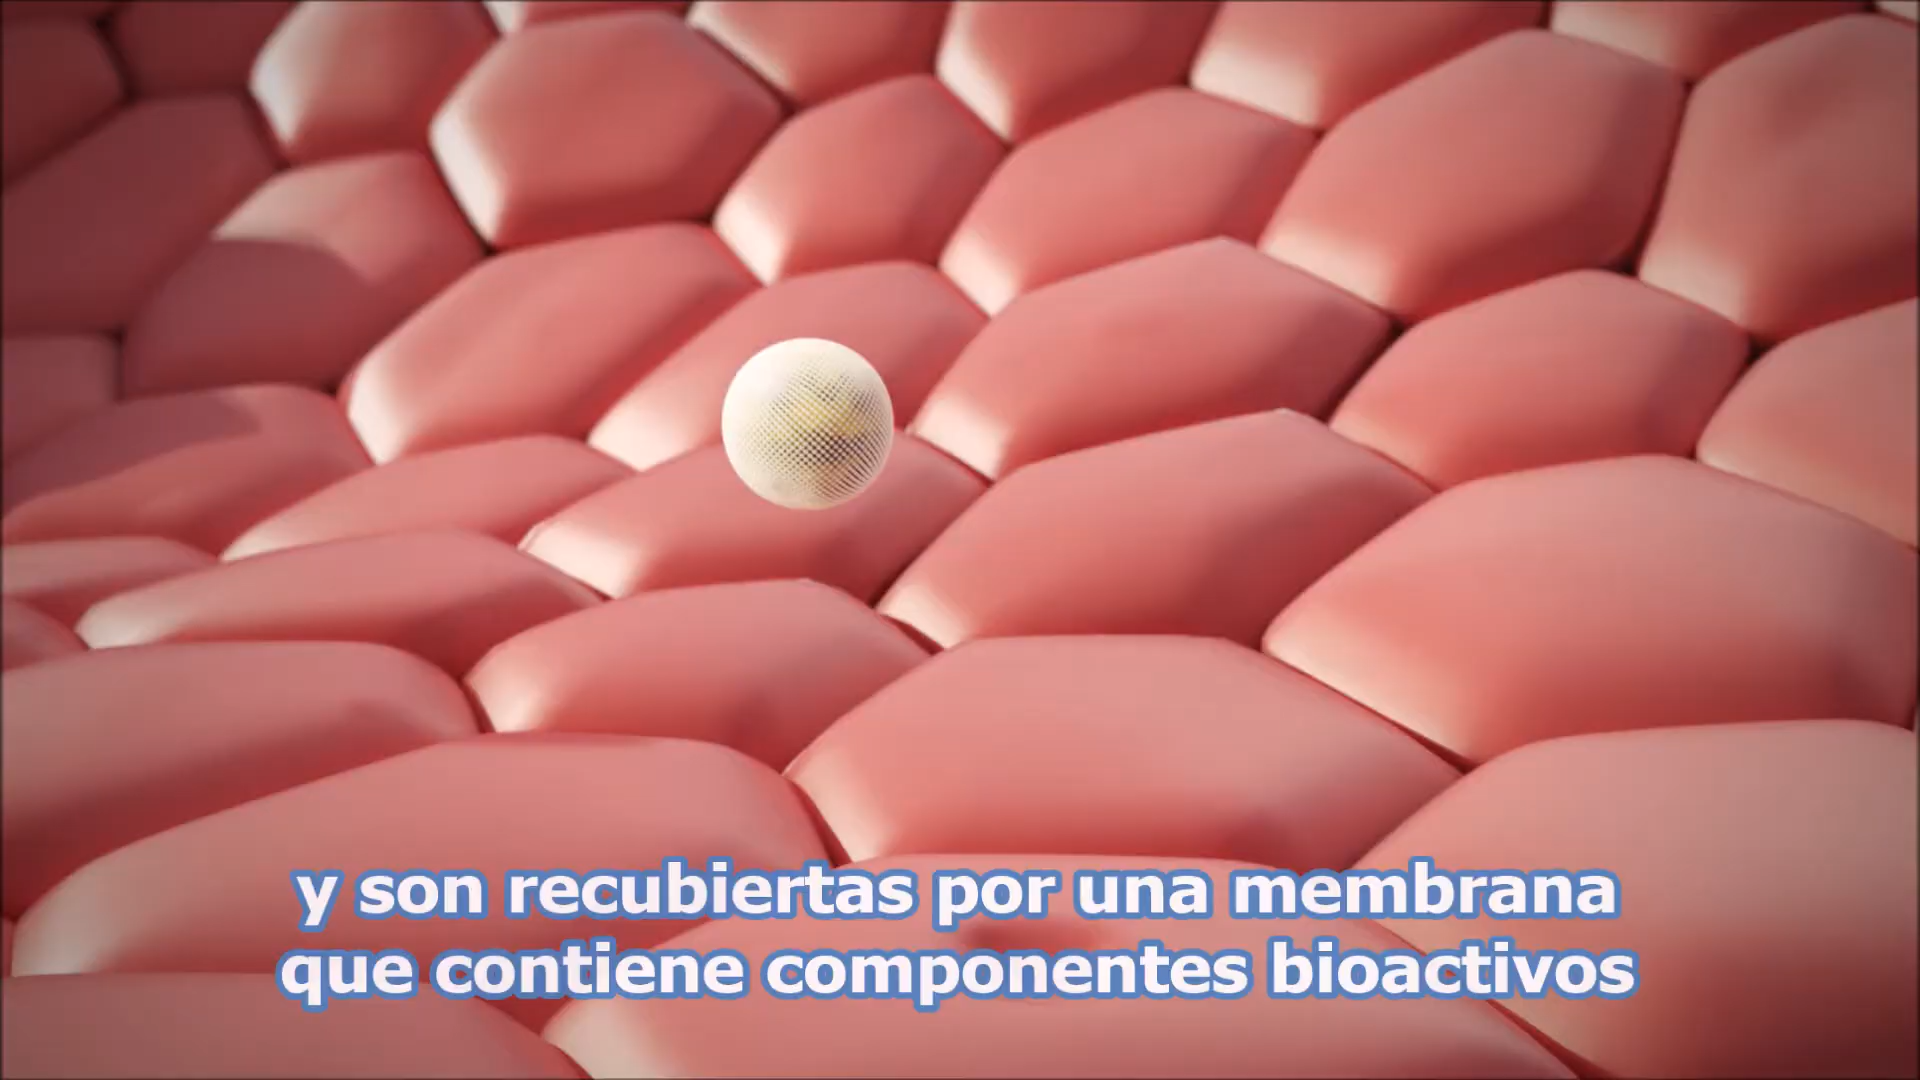 y son recubiertas por una membrana
que contiene componentes bioactivos